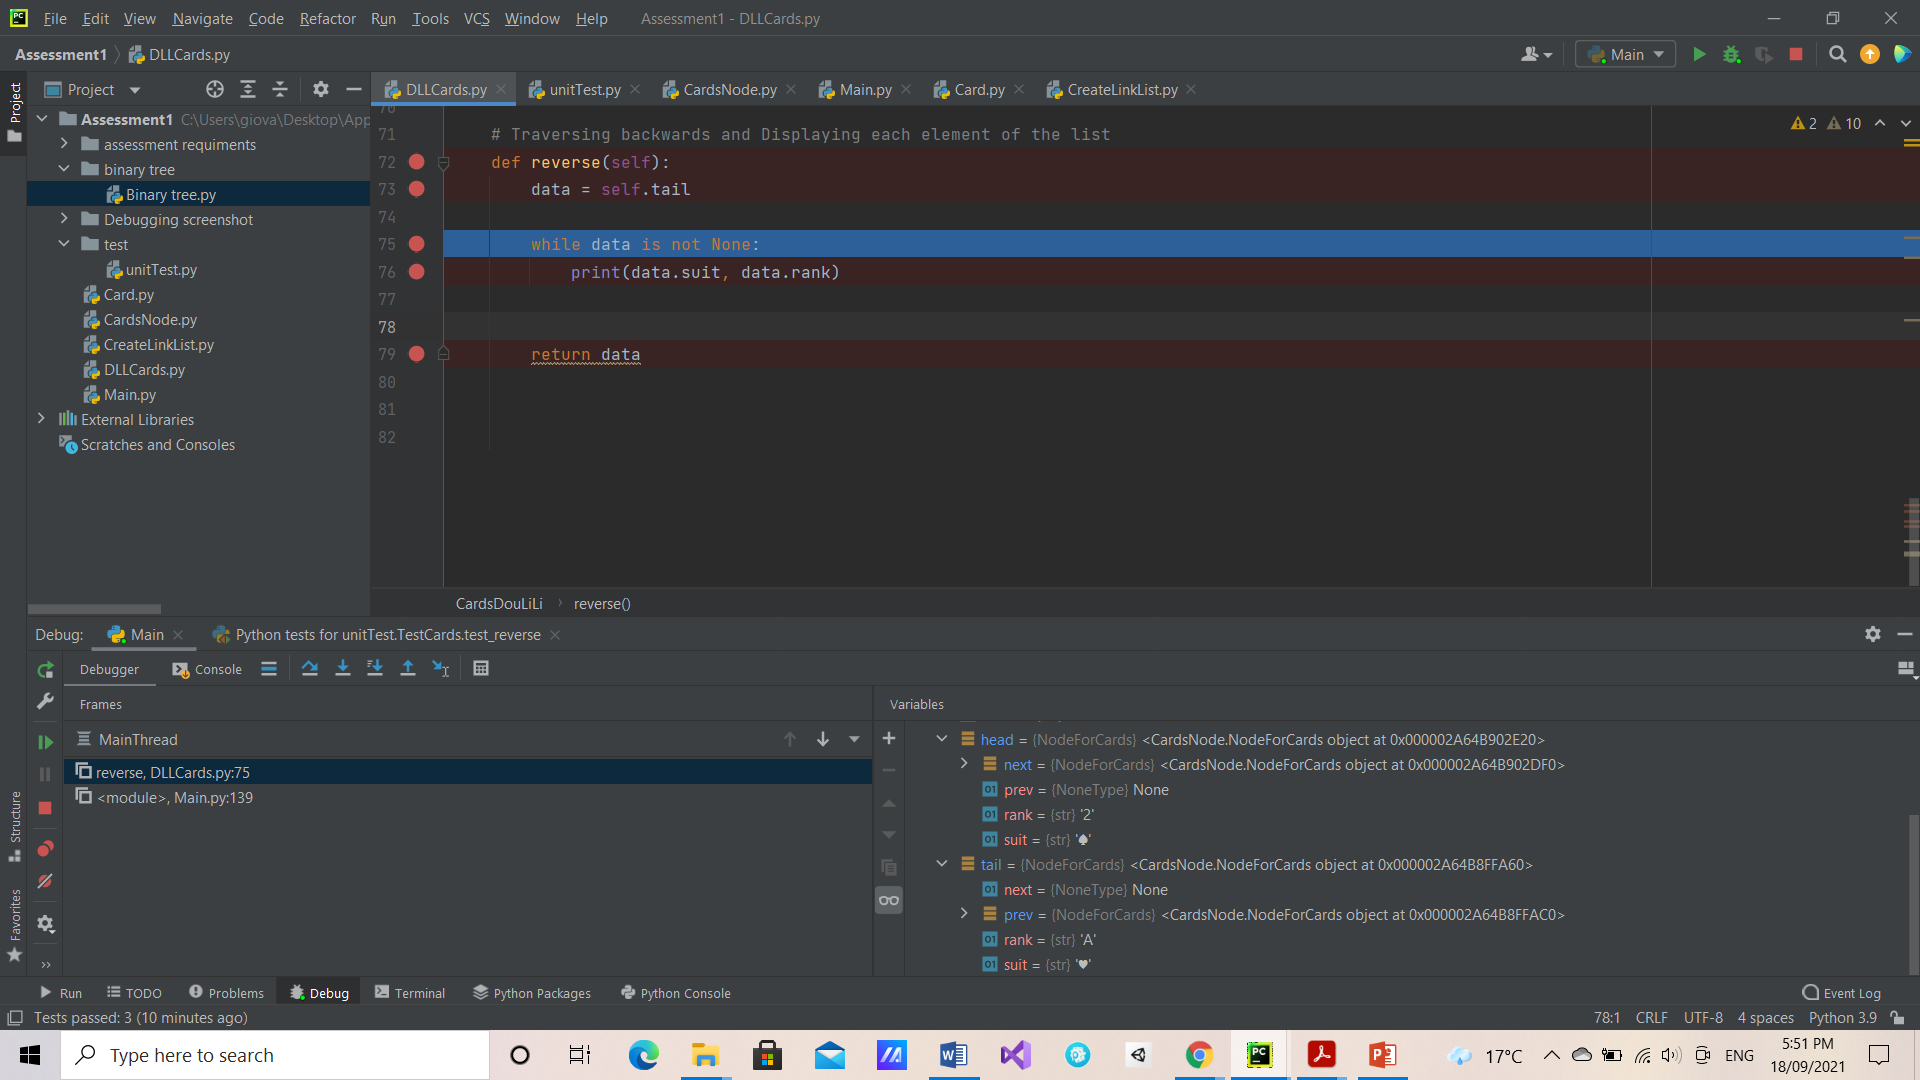 File Edit View Navigate Code Refactor Run Tools VCS Window Help Assessment1 - DLLCards.py
Assessment1 DLLCards.py Main
Project
Project DLLCards.py unitTest.py CardsNode.py Main.py Card.py CreateLinkList.py
Assessment1 C:\Users\giova\Desktop\App
assessment requiments
binary tree
Binary tree.py
Debugging screenshot
test
unitTest.py
Card.py
CardsNode.py
CreateLinkList.py
DLLCards.py
Main.py
External Libraries
Scratches and Consoles
70
71 # Traversing backwards and Displaying each element of the list
72 def reverse(self):
73 data = self.tail
74
75 while data is not None:
76 print(data.suit, data.rank)
77
78
79 return data
80
81
82
2 10
CardsDouLiLi reverse()
Debug: Main Python tests for unitTest.TestCards.test_reverse
Debugger Console
Frames
MainThread
reverse, DLLCards.py:75
<module>, Main.py:139
Variables
head = {NodeForCards} <CardsNode.NodeForCards object at 0x000002A64B902E20>
next = {NodeForCards} <CardsNode.NodeForCards object at 0x000002A64B902DF0>
prev = {NoneType} None
rank = {str} '2'
suit = {str} '♠'
tail = {NodeForCards} <CardsNode.NodeForCards object at 0x000002A64B8FFA60>
next = {NoneType} None
prev = {NodeForCards} <CardsNode.NodeForCards object at 0x000002A64B8FFAC0>
rank = {str} 'A'
suit = {str} '♥'
Structure
Favorites
Run TODO Problems Debug Terminal Python Packages Python Console Event Log
Tests passed: 3 (10 minutes ago) 78:1 CRLF UTF-8 4 spaces Python 3.9
Type here to search 17°C ENG 5:51 PM
18/09/2021